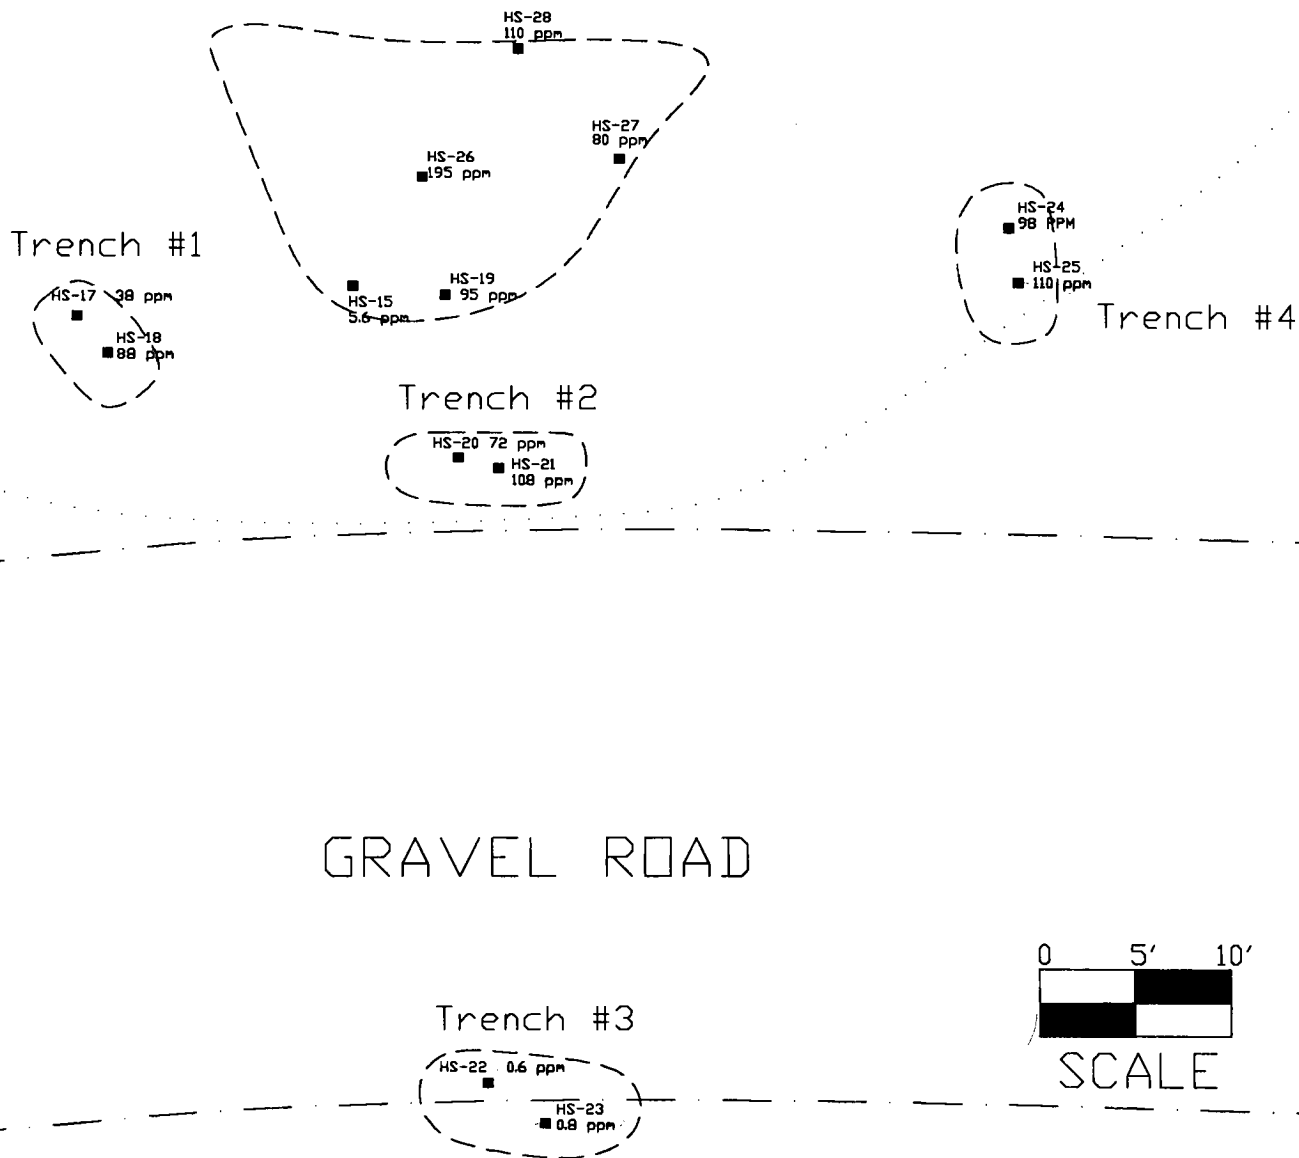 HS-28
110 ppm
HS-27
80 ppm
HS-26
195 ppm
HS-24
98 PPM
Trench #1
HS-25
110 ppm
HS-19
95 ppm
HS-17 38 ppm
HS-15
5.6 ppm
Trench #4
HS-18
88 ppm
Trench #2
HS-20 72 ppm
HS-21
108 ppm
GRAVEL ROAD
0 5' 10'
SCALE
Trench #3
HS-22 0.6 ppm
HS-23
0.8 ppm